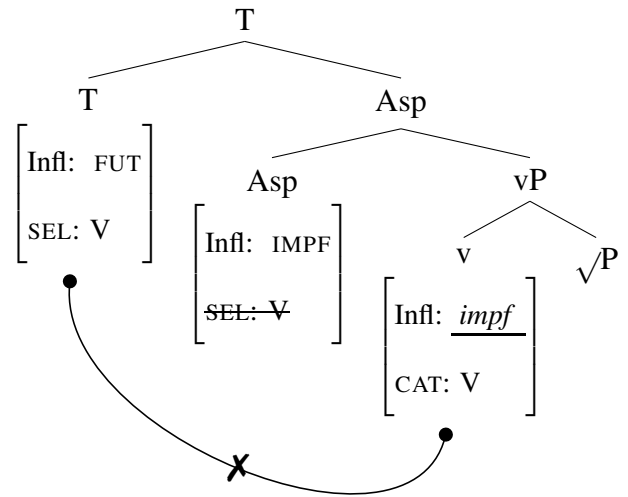 T
T
Asp
Infl: FUT
SEL: V
Asp
vP
Infl: IMPF
SEL: V
v
√P
Infl: impf
CAT: V
✗